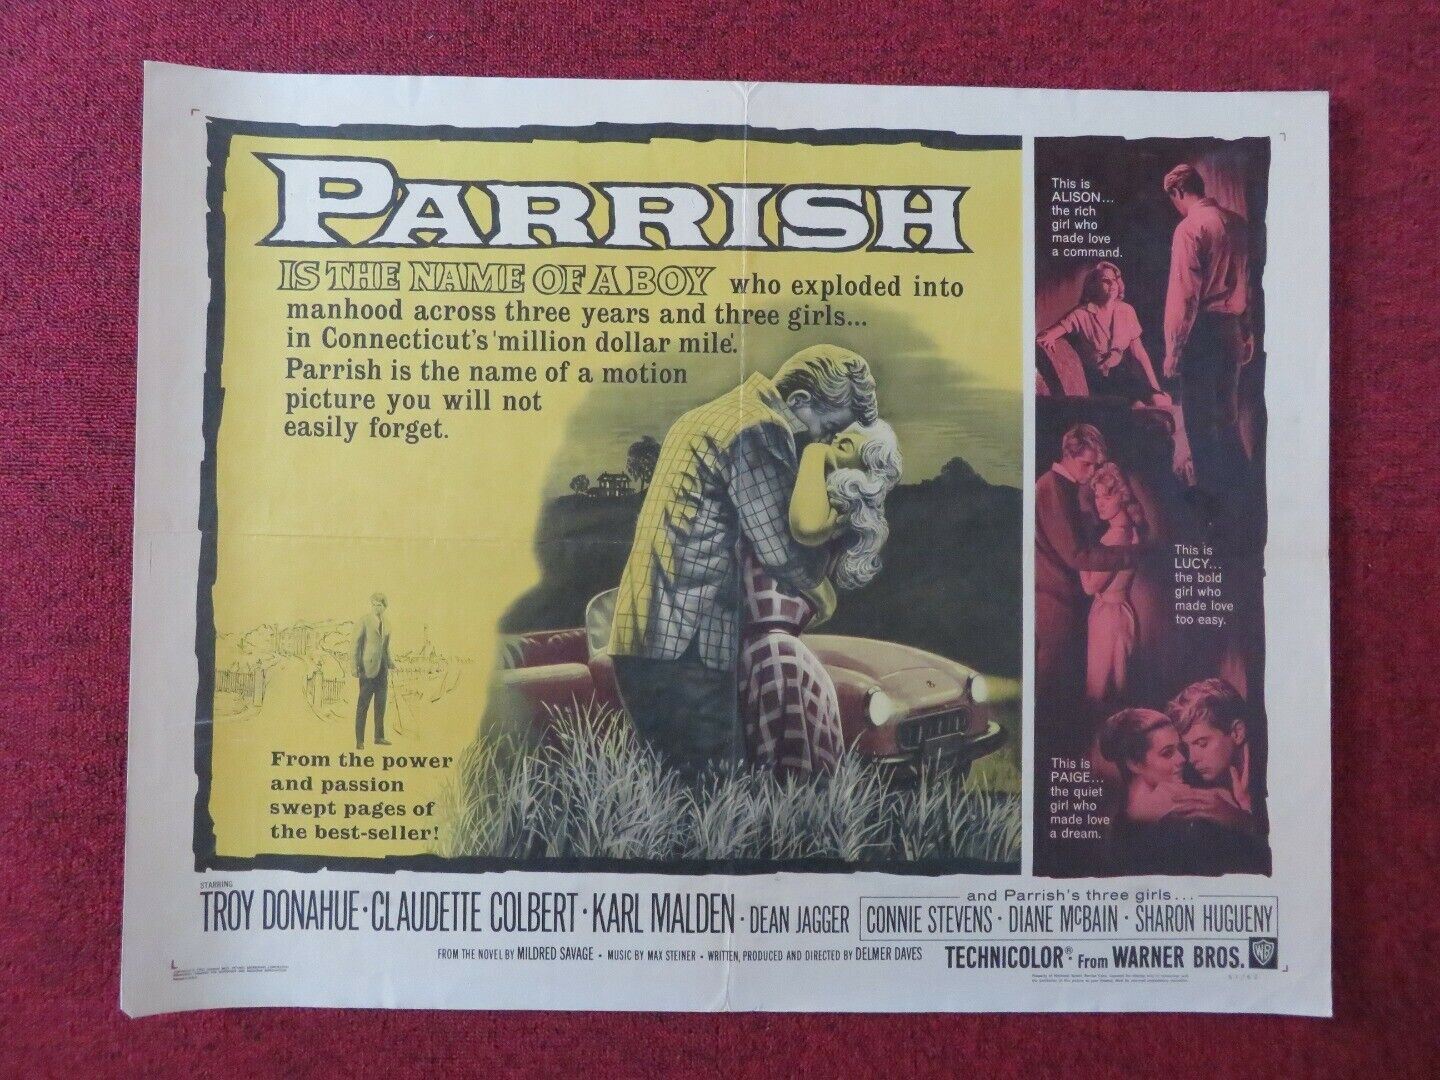 PARRISH
IS THE NAME OF A BOY who exploded into
manhood across three years and three girls...
in Connecticut's 'million dollar mile'.
Parrish is the name of a motion
picture you will not
easily forget.
From the power
and passion
swept pages of
the best-seller!
This is
ALISON...
the rich
girl who
made love
a command.
This is
LUCY...
the bold
girl who
made love
too easy.
This is
PAIGE...
the quiet
girl who
made love
a dream.
STARRING
TROY DONAHUE · CLAUDETTE COLBERT · KARL MALDEN · DEAN JAGGER
and Parrish's three girls...
CONNIE STEVENS · DIANE McBAIN · SHARON HUGUENY
FROM THE NOVEL BY MILDRED SAVAGE · MUSIC BY MAX STEINER · WRITTEN, PRODUCED AND DIRECTED BY DELMER DAVES
TECHNICOLOR® From WARNER BROS. WB